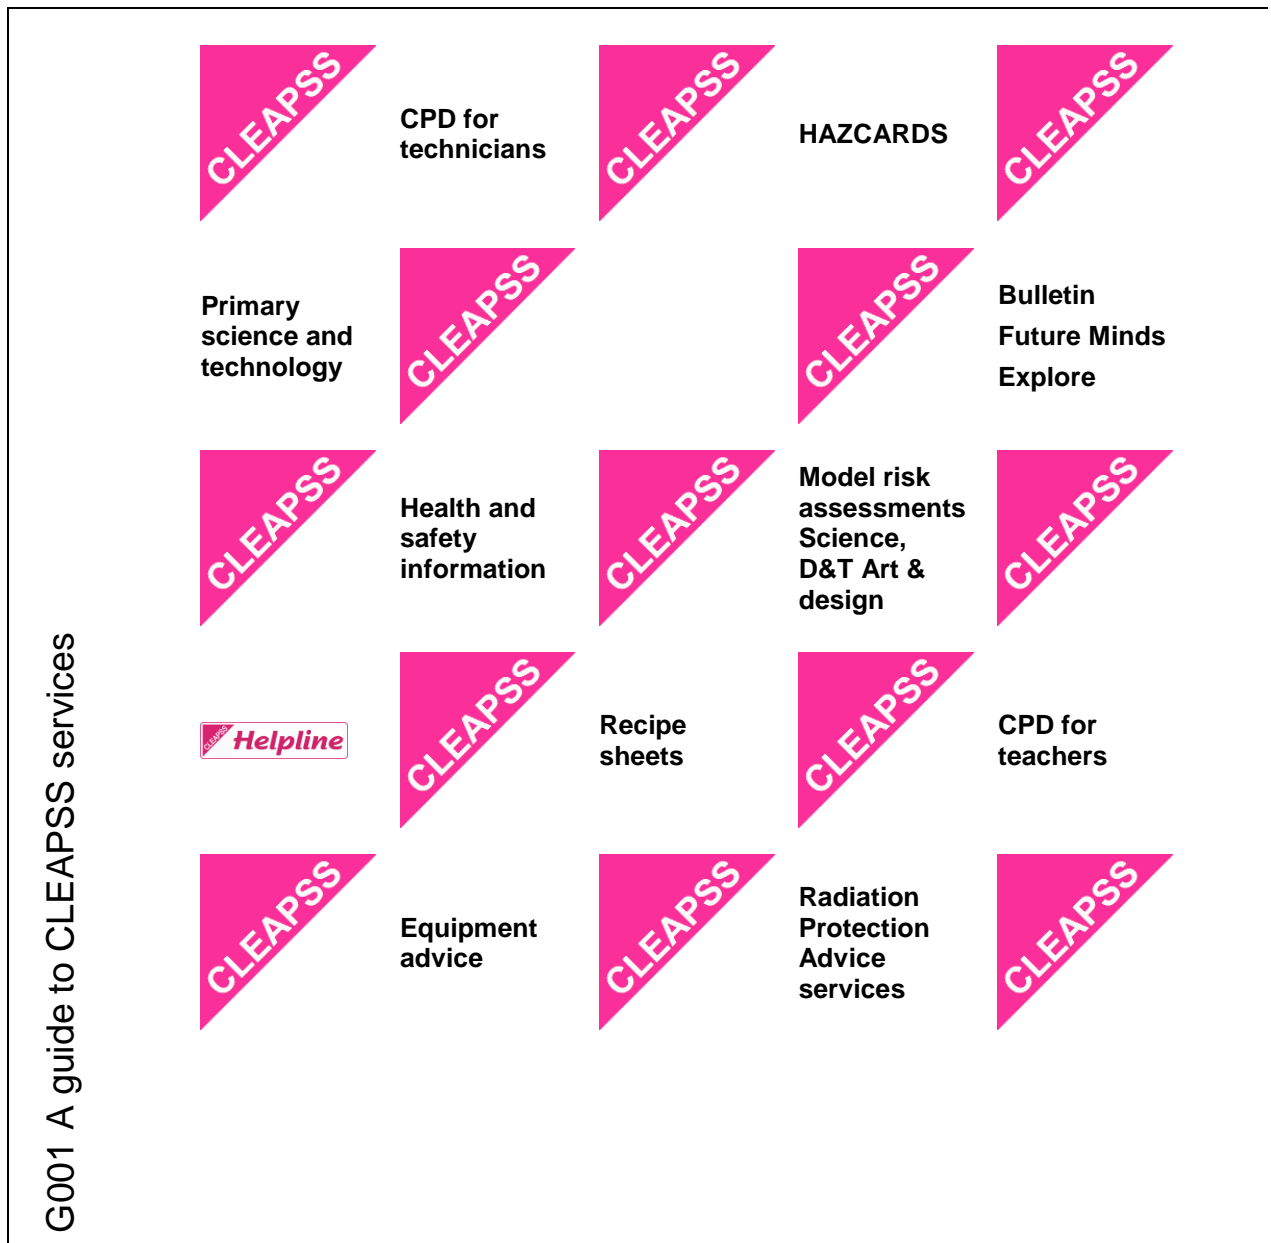 CLEAPSS
CPD for
technicians
CLEAPSS
HAZCARDS
CLEAPSS
Primary
science and
technology
CLEAPSS
CLEAPSS
Bulletin
Future Minds
Explore
CLEAPSS
Health and
safety
information
CLEAPSS
Model risk
assessments
Science,
D&T Art &
design
CLEAPSS
CLEAPSS Helpline
CLEAPSS
Recipe
sheets
CLEAPSS
CPD for
teachers
CLEAPSS
Equipment
advice
CLEAPSS
Radiation
Protection
Advice
services
CLEAPSS
G001 A guide to CLEAPSS services